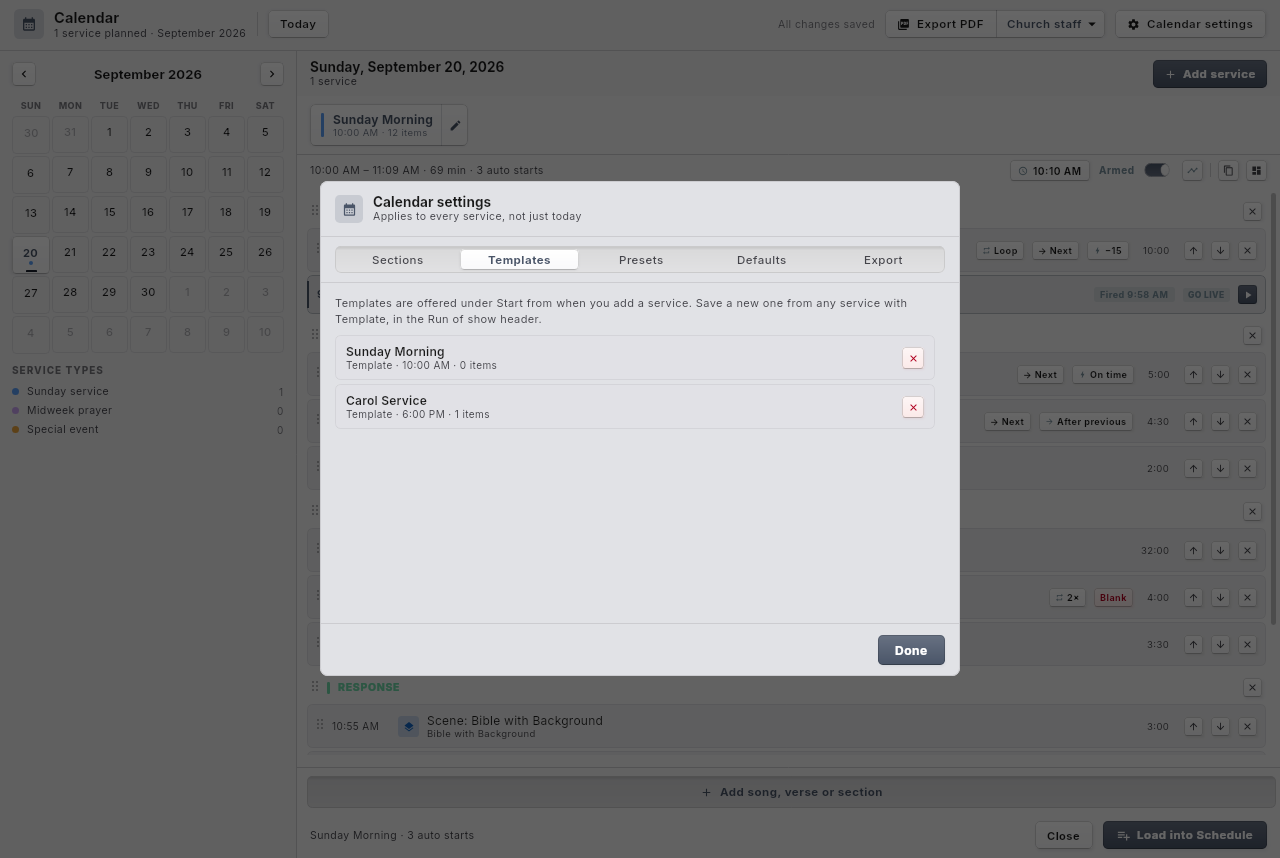 Calendar
1 service planned · September 2026
Today
All changes saved
Export PDF
Church staff
Calendar settings
September 2026
SUN MON TUE WED THU FRI SAT
30 31 1 2 3 4 5
6 7 8 9 10 11 12
13 14 15 16 17 18 19
20 21 22 23 24 25 26
27 28 29 30 1 2 3
4 5 6 7 8 9 10
SERVICE TYPES
Sunday service 1
Midweek prayer 0
Special event 0
Sunday, September 20, 2026
1 service
+ Add service
Sunday Morning
10:00 AM · 12 items
10:00 AM – 11:09 AM · 69 min · 3 auto starts
10:10 AM
Armed
Calendar settings
Applies to every service, not just today
Sections Templates Presets Defaults Export
Templates are offered under Start from when you add a service. Save a new one from any service with
Template, in the Run of show header.
Sunday Morning
Template · 10:00 AM · 0 items
Carol Service
Template · 6:00 PM · 1 items
Done
Loop → Next −15 10:00
Fired 9:58 AM GO LIVE
→ Next On time 5:00
→ Next After previous 4:30
2:00
32:00
2× Blank 4:00
3:30
RESPONSE
10:55 AM Scene: Bible with Background 3:00
Bible with Background
+ Add song, verse or section
Sunday Morning · 3 auto starts
Close
Load into Schedule